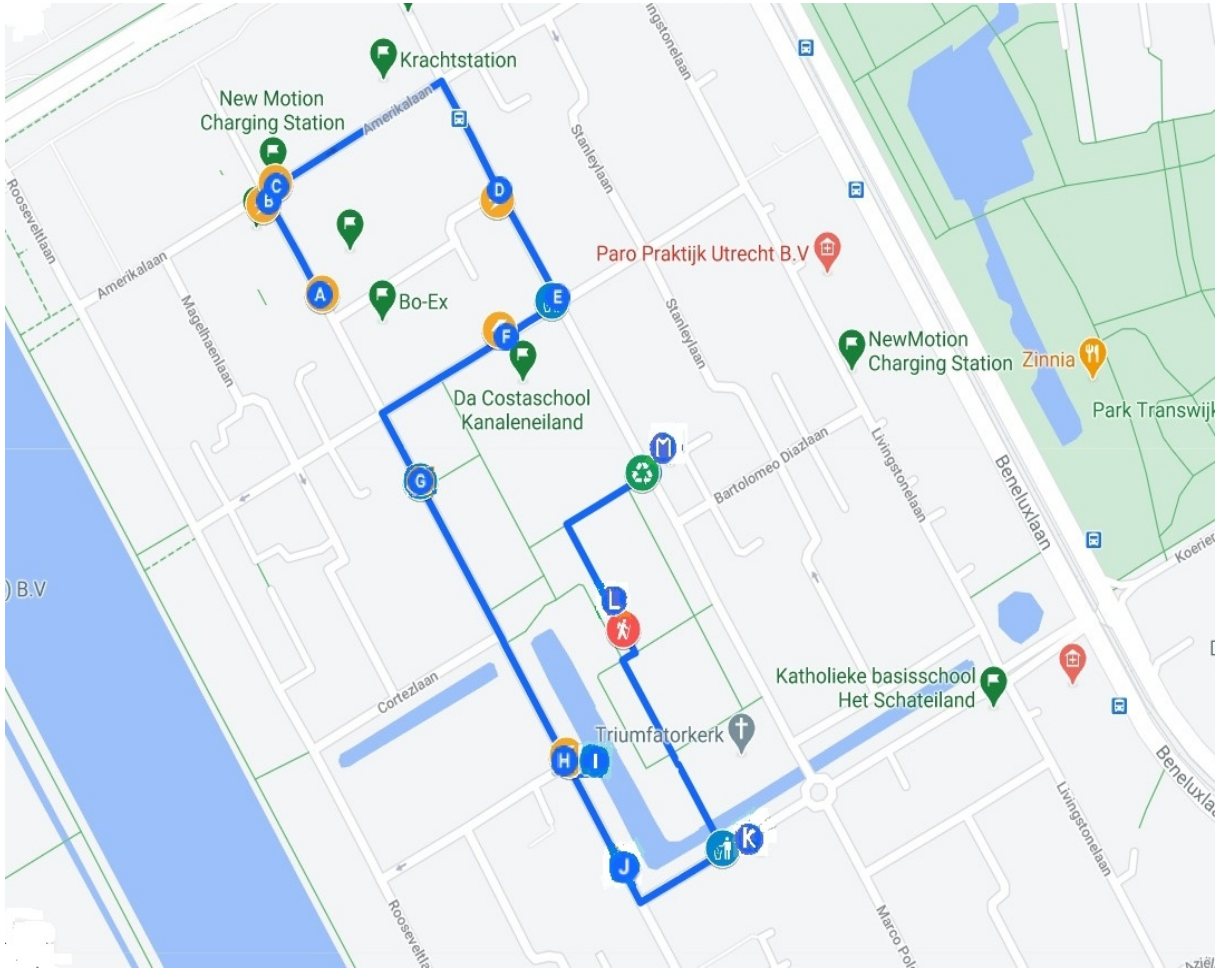 Krachtstation
New Motion
Charging Station
Amerikalaan
Livingstonelaan
Stanleylaan
Rooseveltlaan
C
B
D
A
Amerikalaan
Magelhaenlaan
Bo-Ex
E
F
Paro Praktijk Utrecht B.V
Stanleylaan
NewMotion
Charging Station
Zinnia
Park Transwijk
Da Costaschool
Kanaleneiland
M
G
Bartolomeo Diazlaan
Livingstonelaan
Beneluxlaan
) B.V
L
Cortezlaan
Katholieke basisschool
Het Schateiland
Triumfatorkerk
H
I
J
K
Beneluxlaan
Livingstonelaan
Rooseveltlaan